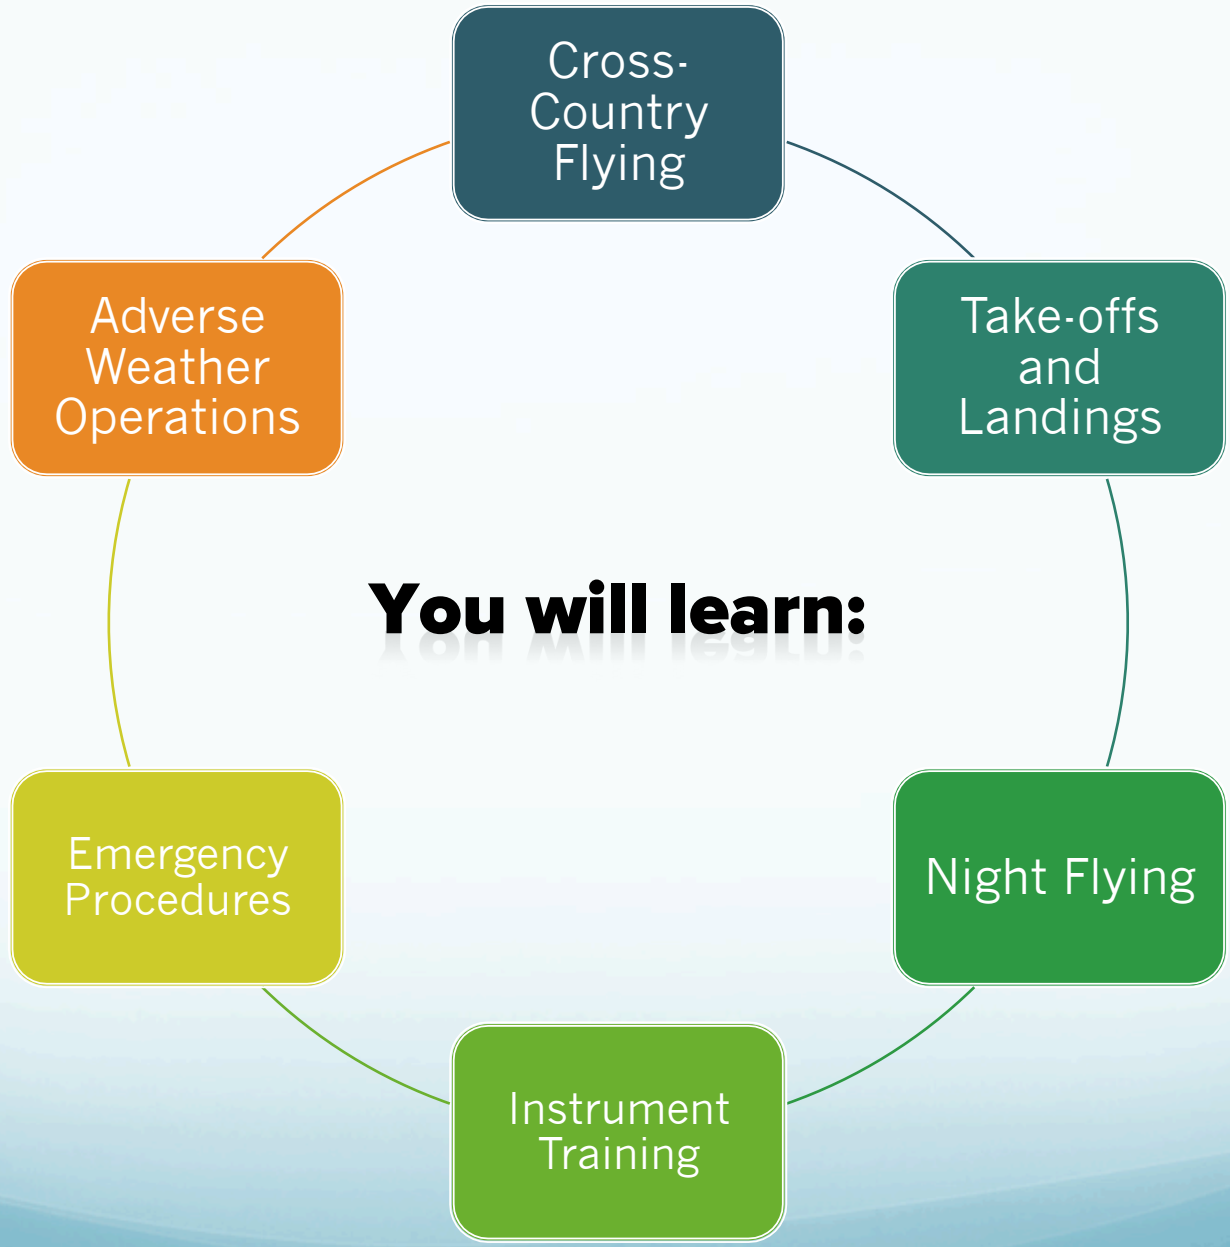 Cross-
Country
Flying
Take-offs
and
Landings
Night Flying
Instrument
Training
Emergency
Procedures
Adverse
Weather
Operations
You will learn: